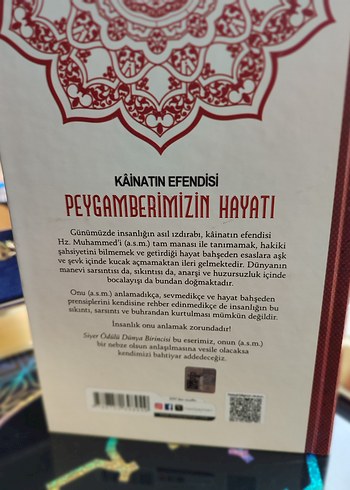 KÂİNATIN EFENDİSİ
PEYGAMBERİMİZİN HAYATI
Günümüzde insanlığın asıl ızdırabı, kâinatın efendisi
Hz. Muhammed'i (a.s.m.) tam manası ile tanımamak, hakiki
şahsiyetini bilmemek ve getirdiği hayat bahşeden esaslara aşk
ve şevk içinde kucak açmamaktan ileri gelmektedir. Dünyanın
manevi sarsıntısı da, sıkıntısı da, anarşi ve huzursuzluk içinde
bocalayışı da bundan doğmaktadır.
Onu (a.s.m.) anlamadıkça, sevmedikçe ve hayat bahşeden
prensiplerini kendisine rehber edinmedikçe de insanlığın bu
sıkıntı, sarsıntı ve buhrandan kurtulması mümkün değildir.
İnsanlık onu anlamak zorundadır!
Siyer Ödülü Dünya Birincisi bu eserimiz, onun (a.s.m.)
bir nebze olsun anlaşılmasına vesile olacaksa
kendimizi bahtiyar addedeceğiz.